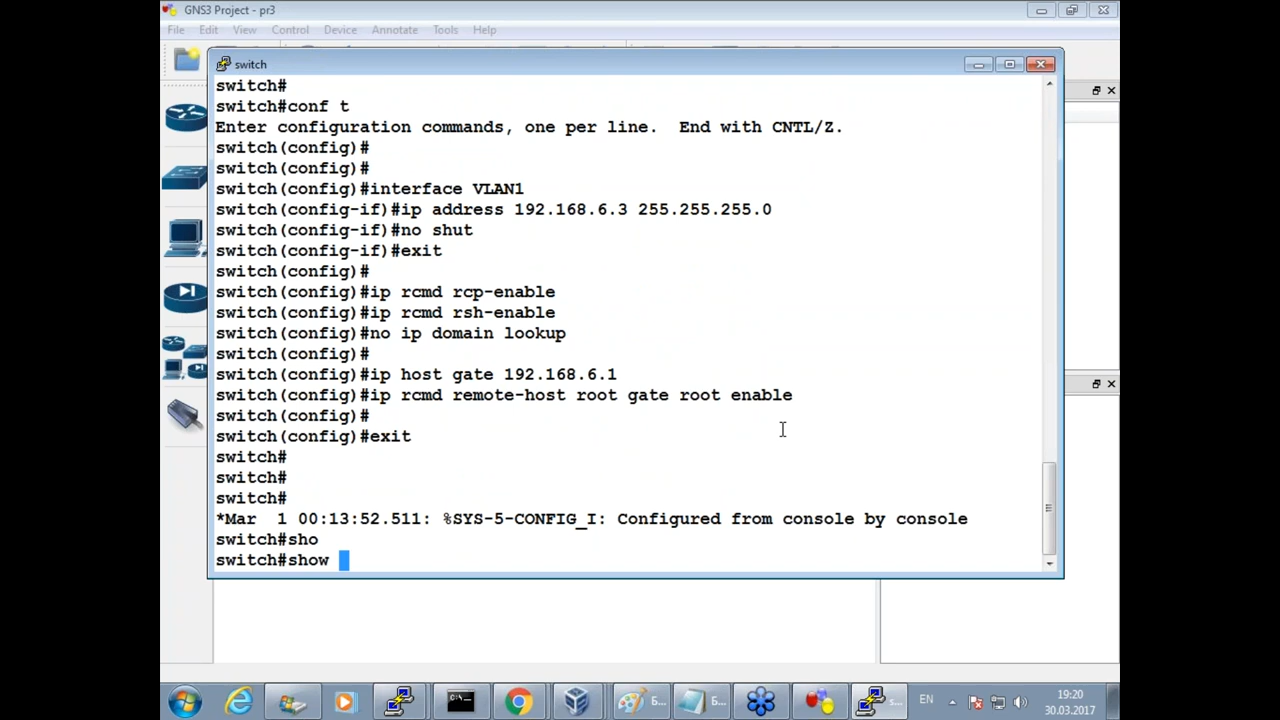 GNS3 Project - pr3
File Edit View Control Device Annotate Tools Help
switch
switch#
switch#conf t
Enter configuration commands, one per line.  End with CNTL/Z.
switch(config)#
switch(config)#
switch(config)#interface VLAN1
switch(config-if)#ip address 192.168.6.3 255.255.255.0
switch(config-if)#no shut
switch(config-if)#exit
switch(config)#
switch(config)#ip rcmd rcp-enable
switch(config)#ip rcmd rsh-enable
switch(config)#no ip domain lookup
switch(config)#
switch(config)#ip host gate 192.168.6.1
switch(config)#ip rcmd remote-host root gate root enable
switch(config)#
switch(config)#exit
switch#
switch#
switch#
*Mar  1 00:13:52.511: %SYS-5-CONFIG_I: Configured from console by console
switch#sho
switch#show
Б... Б... s... EN 19:20
30.03.2017